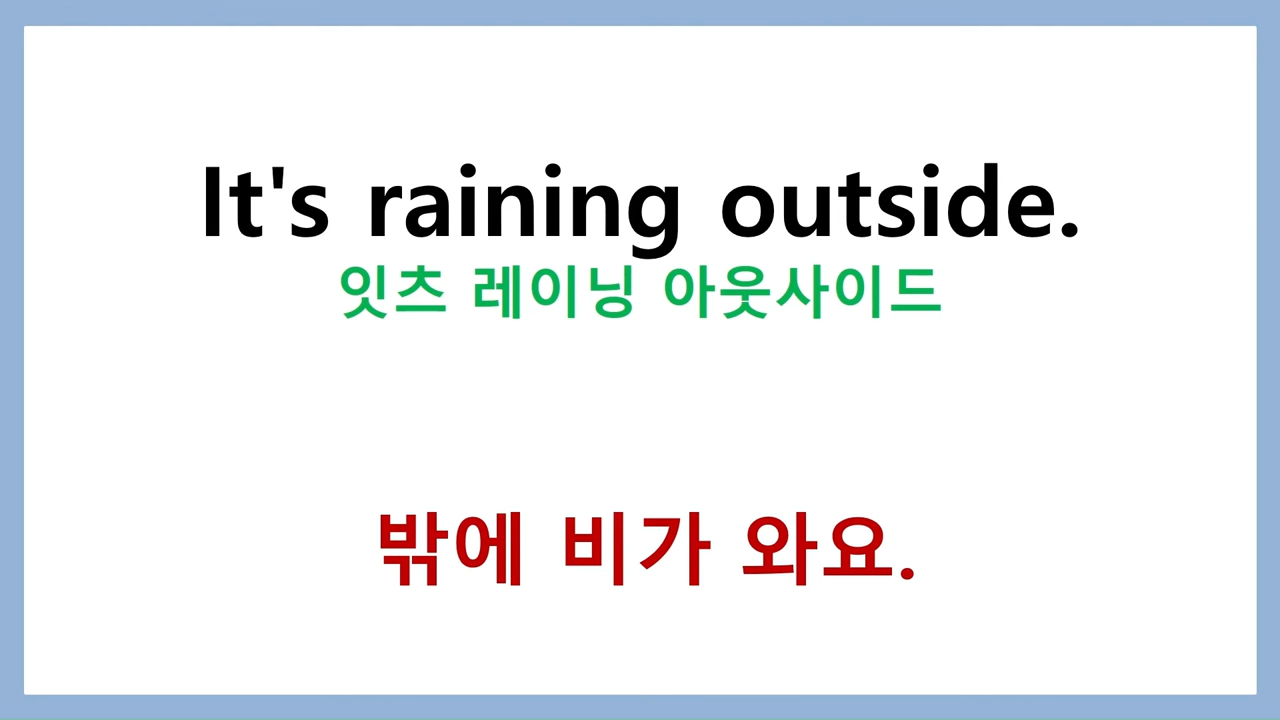 It's raining outside.
잇츠 레이닝 아웃사이드
밖에 비가 와요.